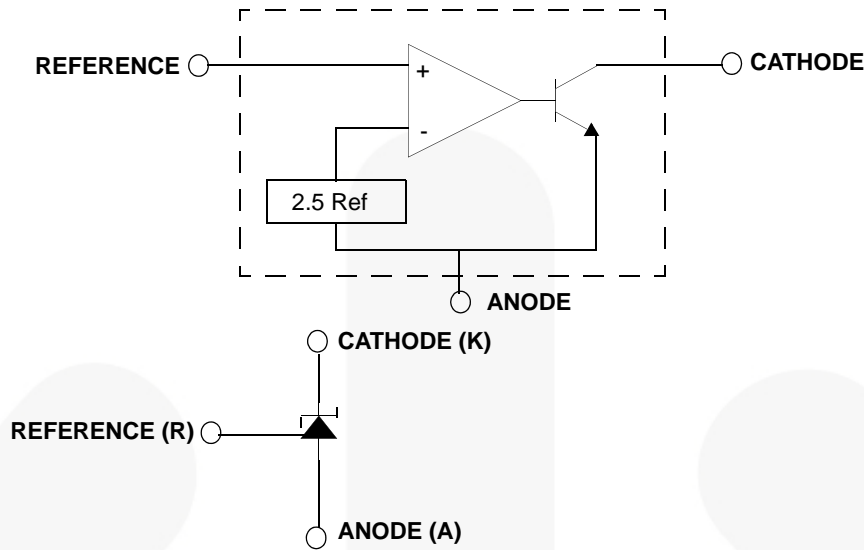 REFERENCE
CATHODE
+
-
2.5 Ref
ANODE
CATHODE (K)
REFERENCE (R)
ANODE (A)